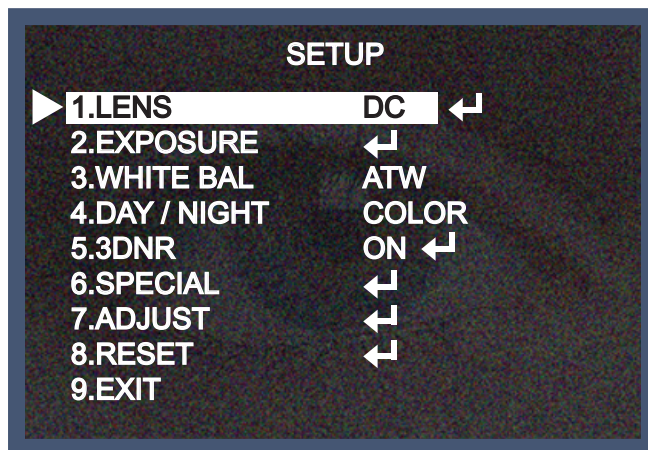 SETUP
1.LENS DC ↵
2.EXPOSURE ↵
3.WHITE BAL ATW
4.DAY / NIGHT COLOR
5.3DNR ON ↵
6.SPECIAL ↵
7.ADJUST ↵
8.RESET ↵
9.EXIT